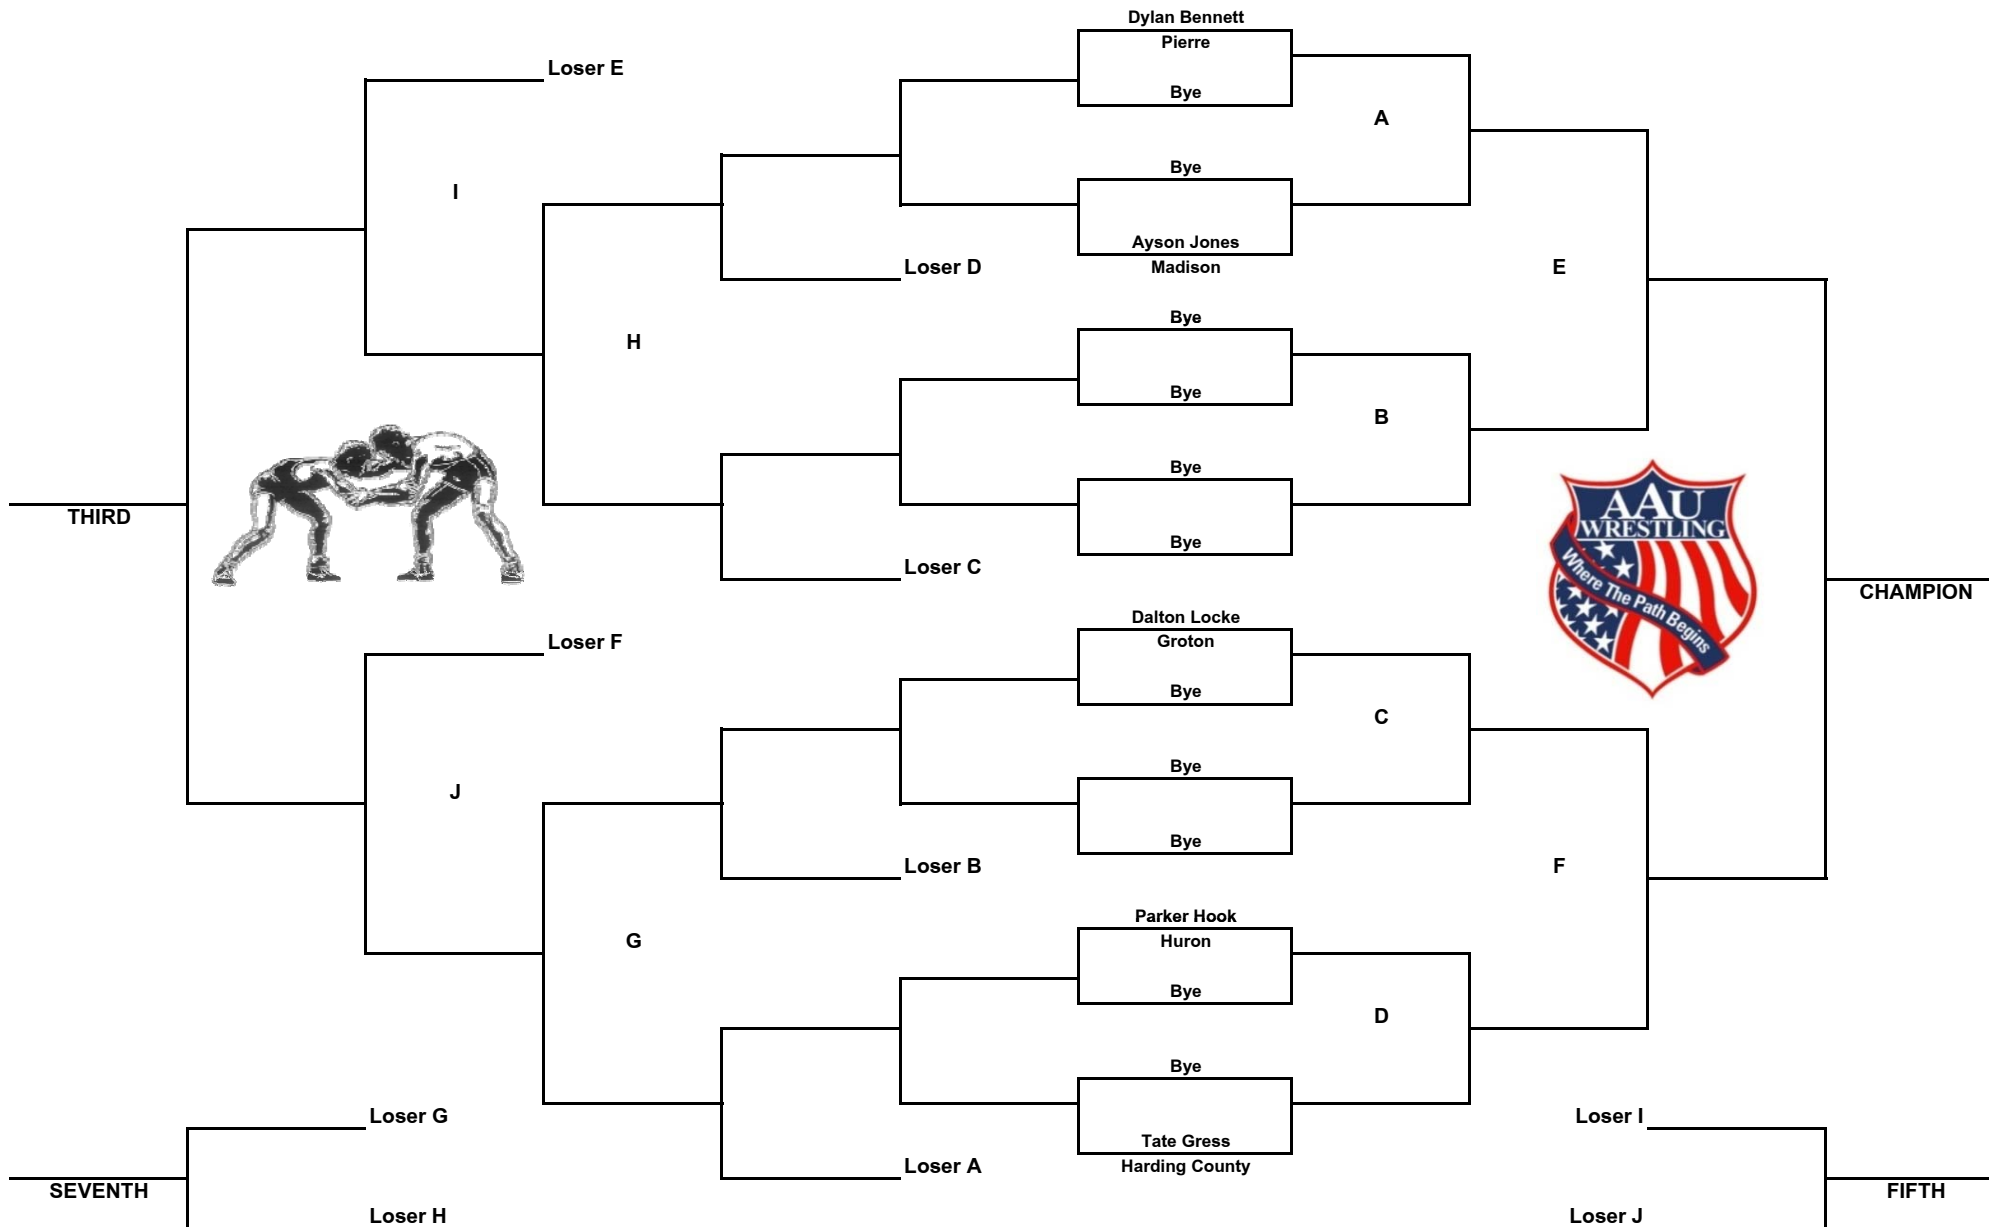 Dylan Bennett
Pierre
Loser E
Bye
A
Bye
I
Ayson Jones
Loser D
Madison
E
Bye
H
Bye
B
Bye
AAU
WRESTLING
THIRD
Bye
Where The Path Begins
Loser C
CHAMPION
Dalton Locke
Loser F
Groton
Bye
C
Bye
J
Bye
Loser B
F
Parker Hook
G
Huron
Bye
D
Bye
Loser G
Loser I
Tate Gress
Loser A
Harding County
SEVENTH
FIFTH
Loser H
Loser J